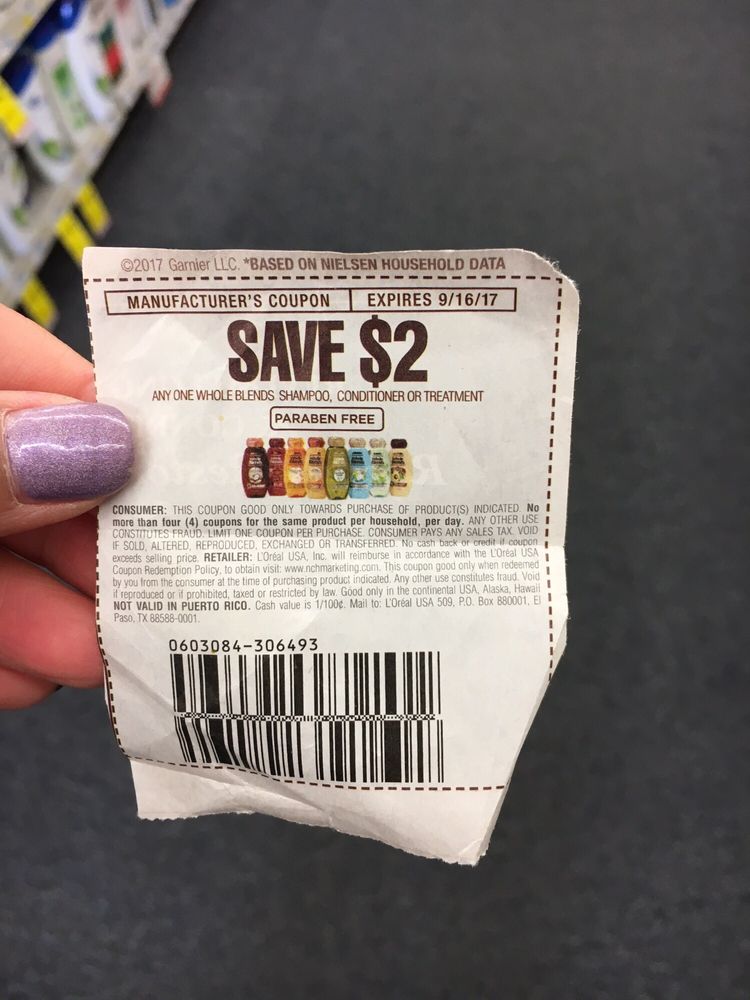 ©2017 Garnier LLC. *BASED ON NIELSEN HOUSEHOLD DATA
MANUFACTURER'S COUPON EXPIRES 9/16/17
SAVE $2
ANY ONE WHOLE BLENDS SHAMPOO, CONDITIONER OR TREATMENT
PARABEN FREE
CONSUMER: THIS COUPON GOOD ONLY TOWARDS PURCHASE OF PRODUCT(S) INDICATED. No
more than four (4) coupons for the same product per household, per day. ANY OTHER USE
CONSTITUTES FRAUD. LIMIT ONE COUPON PER PURCHASE. CONSUMER PAYS ANY SALES TAX. VOID
IF SOLD, ALTERED, REPRODUCED, EXCHANGED OR TRANSFERRED. No cash back or credit if coupon
exceeds selling price. RETAILER: L'Oréal USA, Inc. will reimburse in accordance with the L'Oréal USA
Coupon Redemption Policy, to obtain visit: www.nchmarketing.com. This coupon good only when redeemed
by you from the consumer at the time of purchasing product indicated. Any other use constitutes fraud. Void
if reproduced or if prohibited, taxed or restricted by law. Good only in the continental USA, Alaska, Hawaii
NOT VALID IN PUERTO RICO. Cash value is 1/100¢. Mail to: L'Oréal USA 509, P.O. Box 880001, El
Paso, TX 88588-0001.
0603084-306493